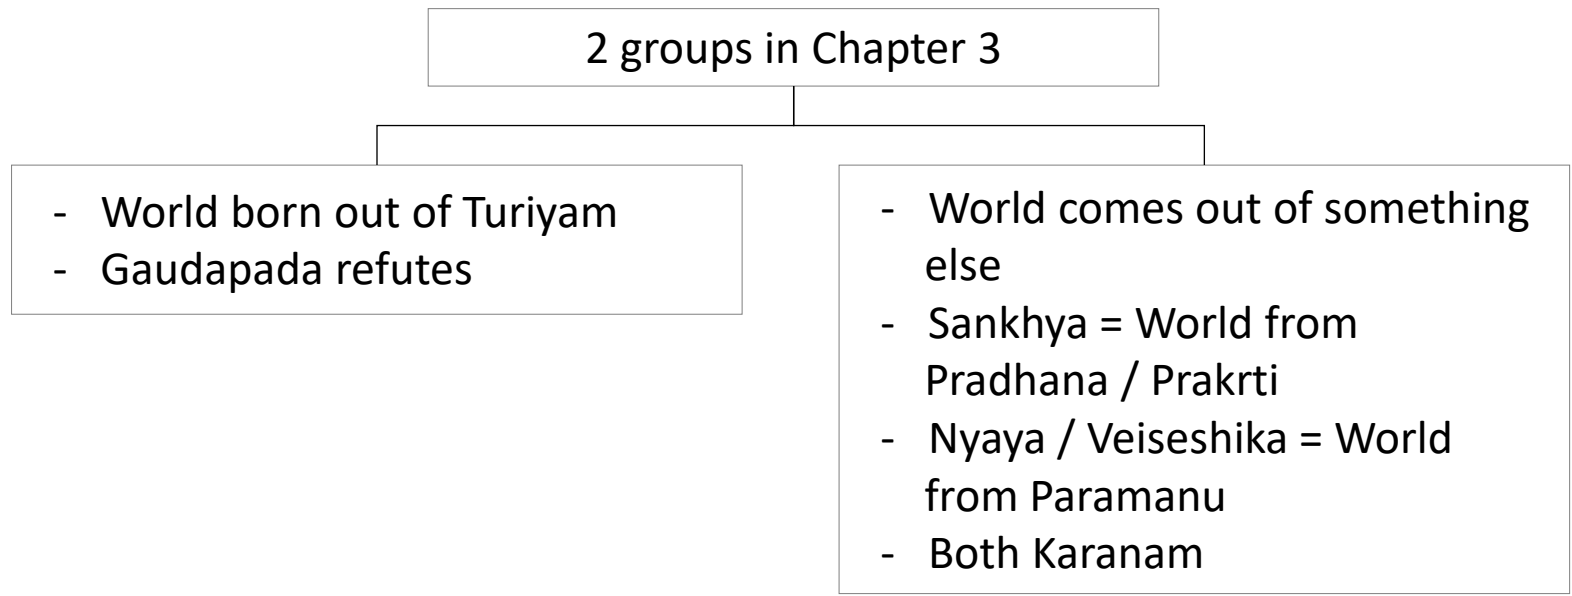 2 groups in Chapter 3
- World born out of Turiyam
- Gaudapada refutes
- World comes out of something
else
- Sankhya = World from
Pradhana / Prakrti
- Nyaya / Veiseshika = World
from Paramanu
- Both Karanam